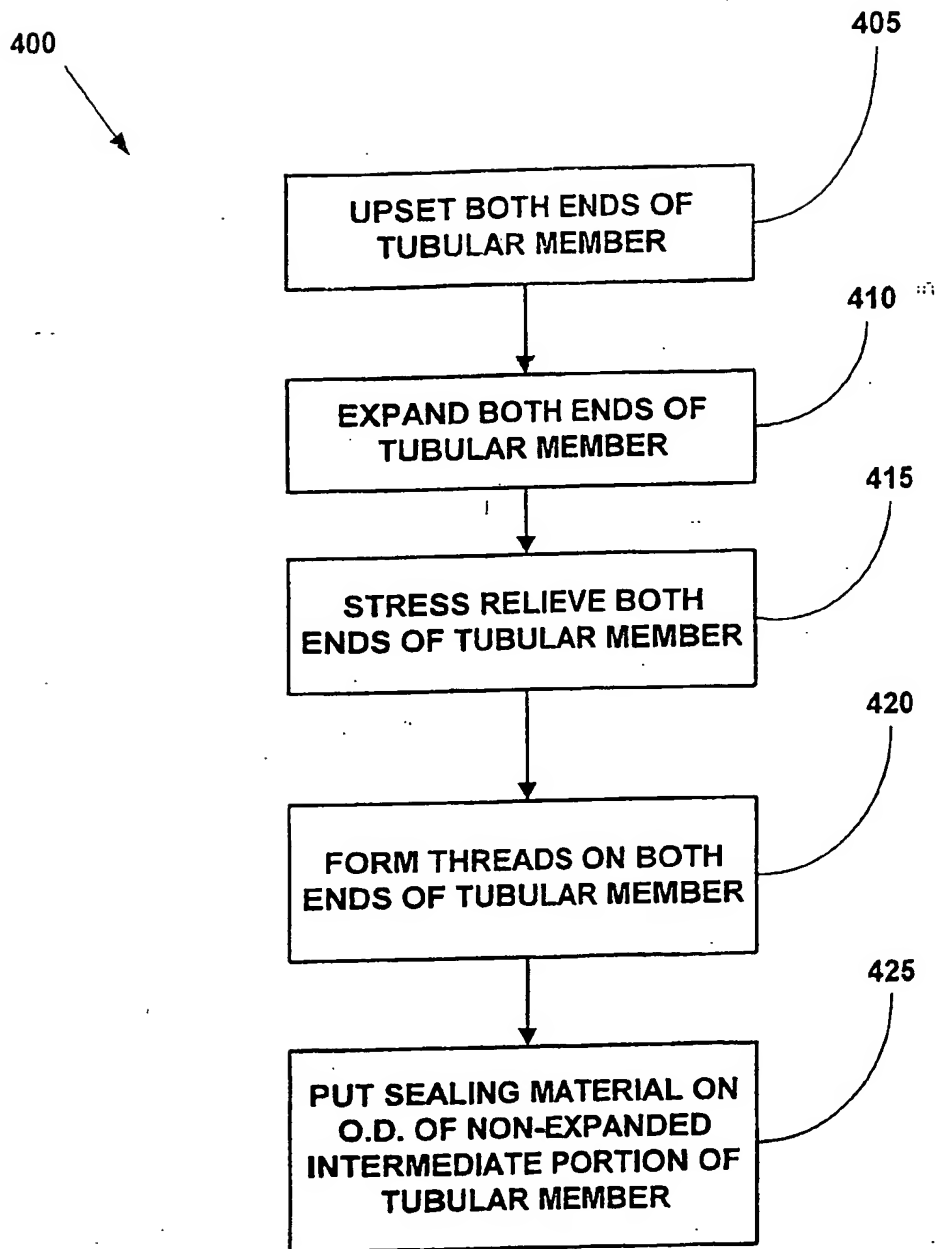 400
405
UPSET BOTH ENDS OF
TUBULAR MEMBER
410
EXPAND BOTH ENDS OF
TUBULAR MEMBER
415
STRESS RELIEVE BOTH
ENDS OF TUBULAR MEMBER
420
FORM THREADS ON BOTH
ENDS OF TUBULAR MEMBER
425
PUT SEALING MATERIAL ON
O.D. OF NON-EXPANDED
INTERMEDIATE PORTION OF
TUBULAR MEMBER